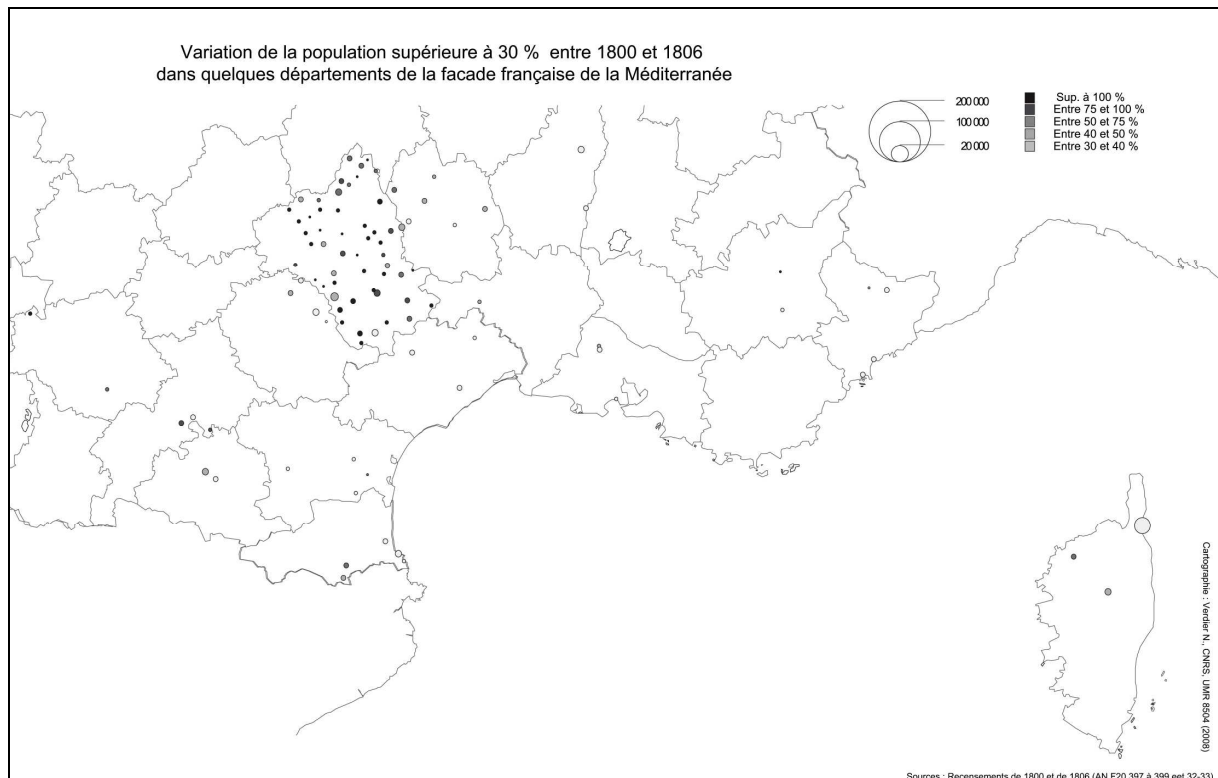 Variation de la population supérieure à 30 % entre 1800 et 1806
dans quelques départements de la facade française de la Méditerranée
200 000
100 000
20 000
Sup. à 100 %
Entre 75 et 100 %
Entre 50 et 75 %
Entre 40 et 50 %
Entre 30 et 40 %
Cartographie : Verdier N., CNRS, UMR 8504 (2008)
Sources : Recensements de 1800 et de 1806 (AN F20 397 à 399 eet 32-33)